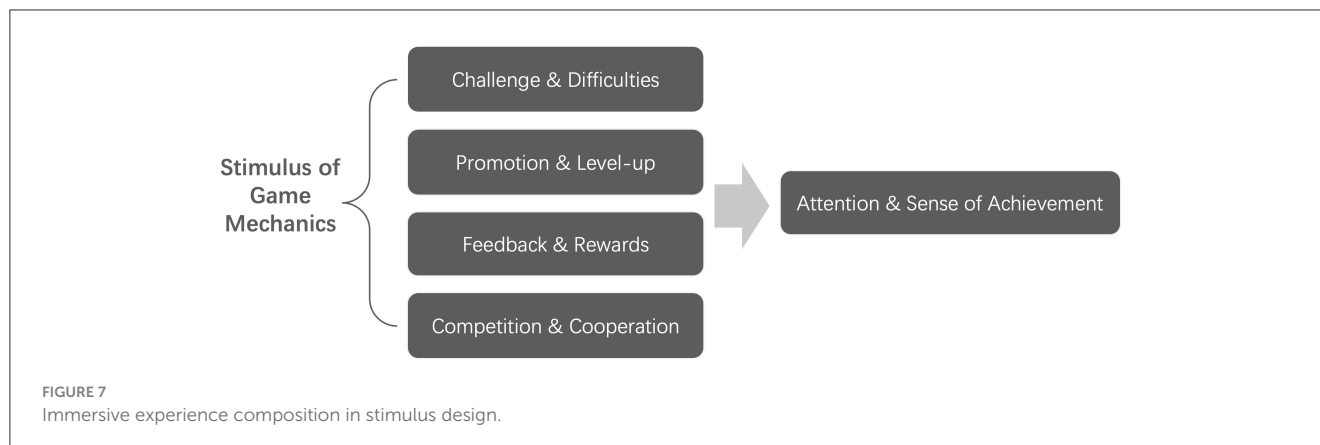 Stimulus of
Game
Mechanics
Challenge & Difficulties
Promotion & Level-up
Feedback & Rewards
Competition & Cooperation
Attention & Sense of Achievement
FIGURE 7
Immersive experience composition in stimulus design.